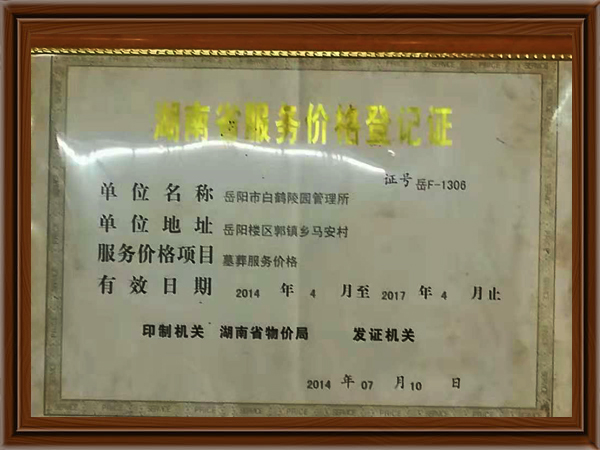 湖南省服务价格登记证
证号 岳F-1306
单位名称 岳阳市白鹤陵园管理所
单位地址 岳阳楼区郭镇乡马安村
服务价格项目 墓葬服务价格
有效日期 2014 年 4 月至 2017 年 4 月止
印制机关 湖南省物价局 发证机关
2014 年 07 月 10 日